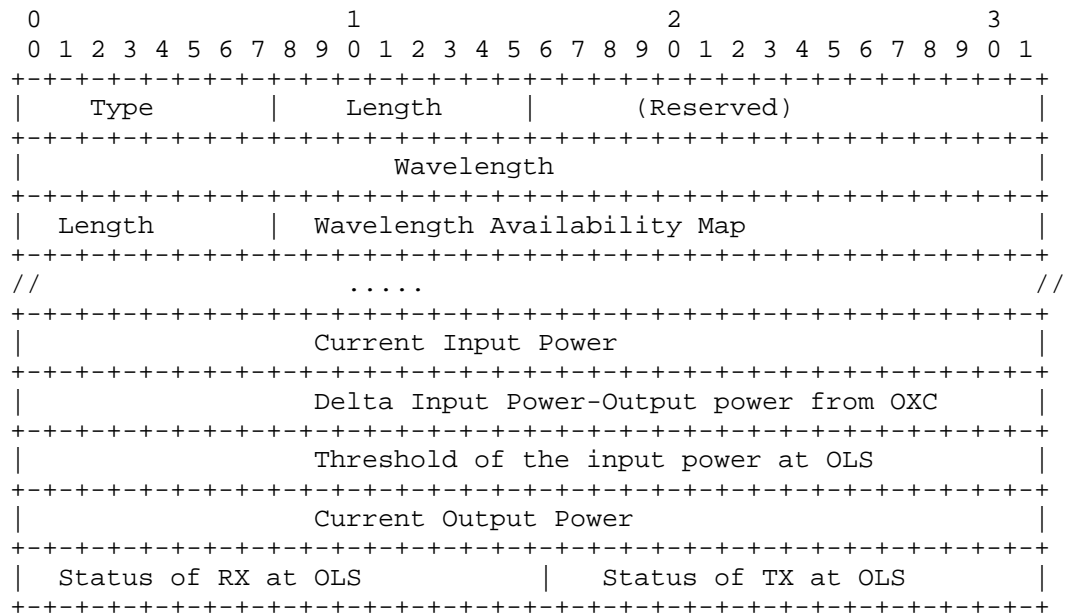 0                   1                   2                   3
 0 1 2 3 4 5 6 7 8 9 0 1 2 3 4 5 6 7 8 9 0 1 2 3 4 5 6 7 8 9 0 1
+-+-+-+-+-+-+-+-+-+-+-+-+-+-+-+-+-+-+-+-+-+-+-+-+-+-+-+-+-+-+-+-+
|    Type       |    Length     |      (Reserved)               |
+-+-+-+-+-+-+-+-+-+-+-+-+-+-+-+-+-+-+-+-+-+-+-+-+-+-+-+-+-+-+-+-+
|                       Wavelength                              |
+-+-+-+-+-+-+-+-+-+-+-+-+-+-+-+-+-+-+-+-+-+-+-+-+-+-+-+-+-+-+-+-+
|  Length       |  Wavelength Availability Map                  |
+-+-+-+-+-+-+-+-+-+-+-+-+-+-+-+-+-+-+-+-+-+-+-+-+-+-+-+-+-+-+-+-+
//                   .....                                      //
+-+-+-+-+-+-+-+-+-+-+-+-+-+-+-+-+-+-+-+-+-+-+-+-+-+-+-+-+-+-+-+-+
|                  Current Input Power                          |
+-+-+-+-+-+-+-+-+-+-+-+-+-+-+-+-+-+-+-+-+-+-+-+-+-+-+-+-+-+-+-+-+
|                  Delta Input Power-Output power from OXC      |
+-+-+-+-+-+-+-+-+-+-+-+-+-+-+-+-+-+-+-+-+-+-+-+-+-+-+-+-+-+-+-+-+
|                  Threshold of the input power at OLS          |
+-+-+-+-+-+-+-+-+-+-+-+-+-+-+-+-+-+-+-+-+-+-+-+-+-+-+-+-+-+-+-+-+
|                  Current Output Power                         |
+-+-+-+-+-+-+-+-+-+-+-+-+-+-+-+-+-+-+-+-+-+-+-+-+-+-+-+-+-+-+-+-+
|  Status of RX at OLS           |   Status of TX at OLS        |
+-+-+-+-+-+-+-+-+-+-+-+-+-+-+-+-+-+-+-+-+-+-+-+-+-+-+-+-+-+-+-+-+